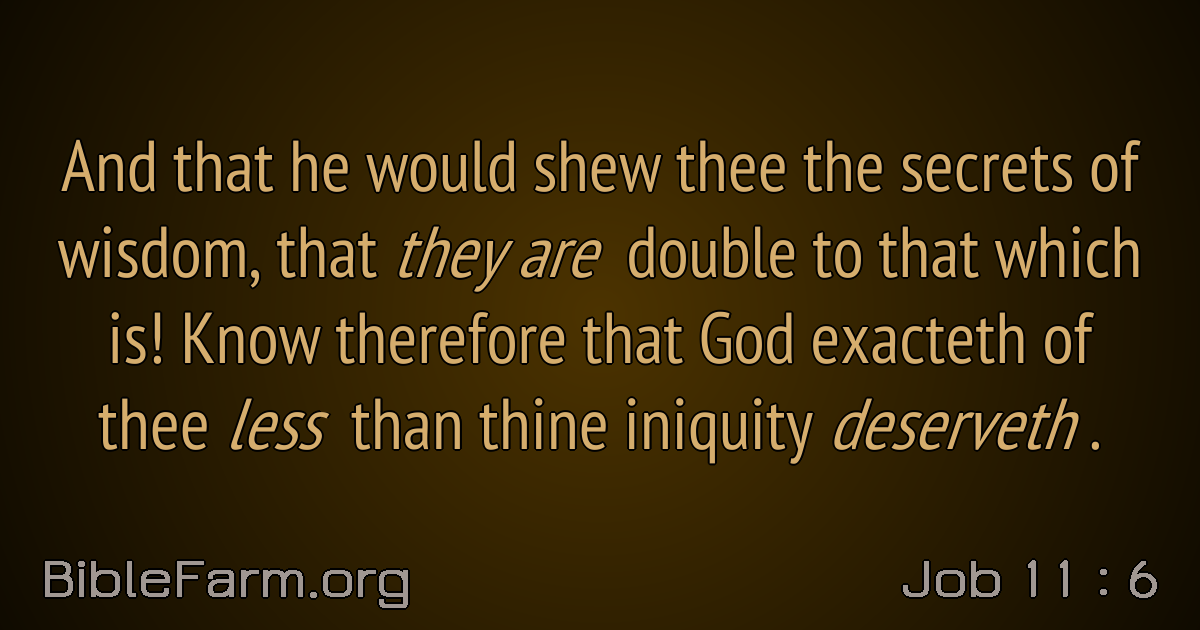 And that he would shew thee the secrets of
wisdom, that they are double to that which
is! Know therefore that God exacteth of
thee less than thine iniquity deserveth .
BibleFarm.org
Job 11 : 6